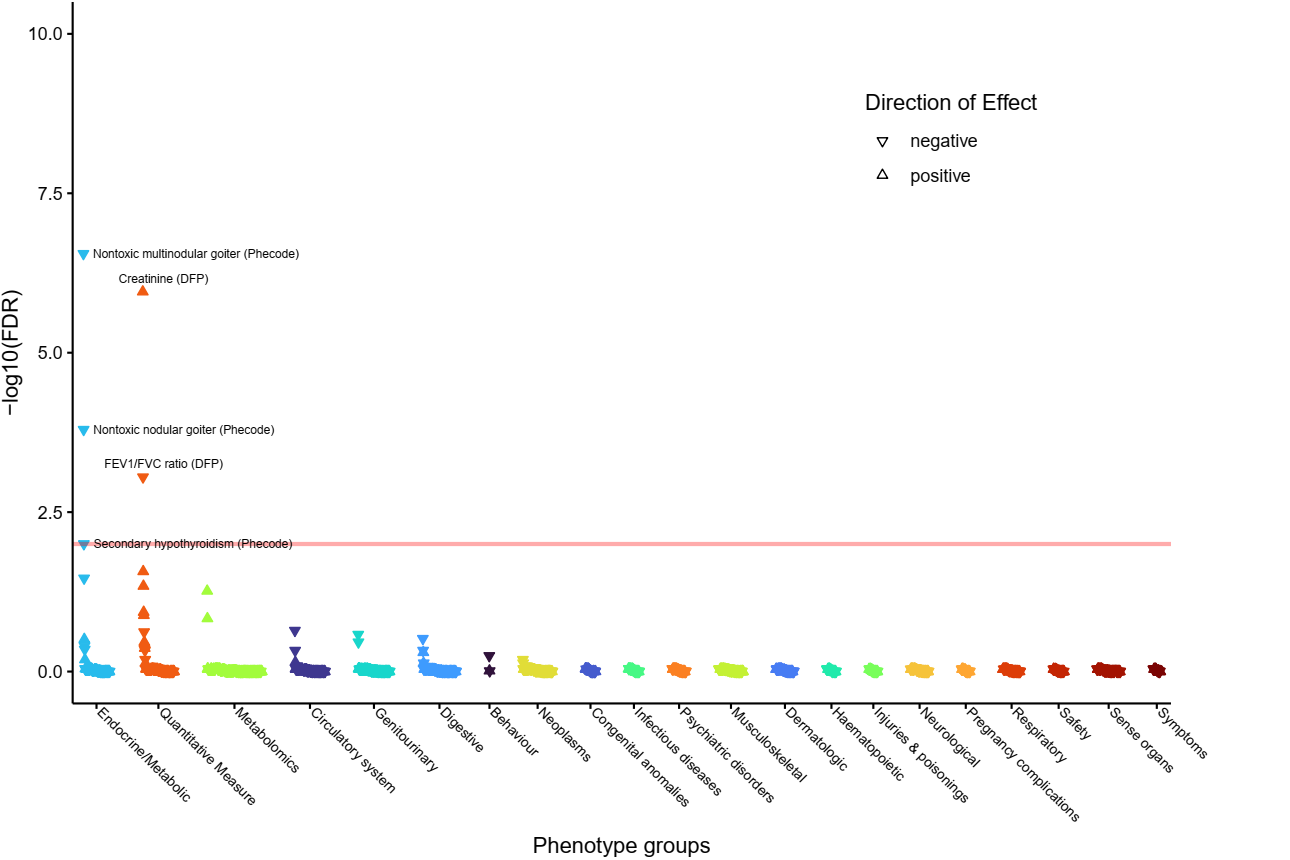 10.0
Direction of Effect
negative
positive
7.5
Nontoxic multinodular goiter (Phecode)
Creatinine (DFP)
−log10(FDR)
5.0
Nontoxic nodular goiter (Phecode)
FEV1/FVC ratio (DFP)
2.5
Secondary hypothyroidism (Phecode)
0.0
Endocrine/Metabolic
Quantitative Measure
Metabolomics
Circulatory system
Genitourinary
Digestive
Behaviour
Neoplasms
Congenital anomalies
Infectious diseases
Psychiatric disorders
Musculoskeletal
Dermatologic
Haematopoietic
Injuries & poisonings
Neurological
Pregnancy complications
Respiratory
Safety
Sense organs
Symptoms
Phenotype groups